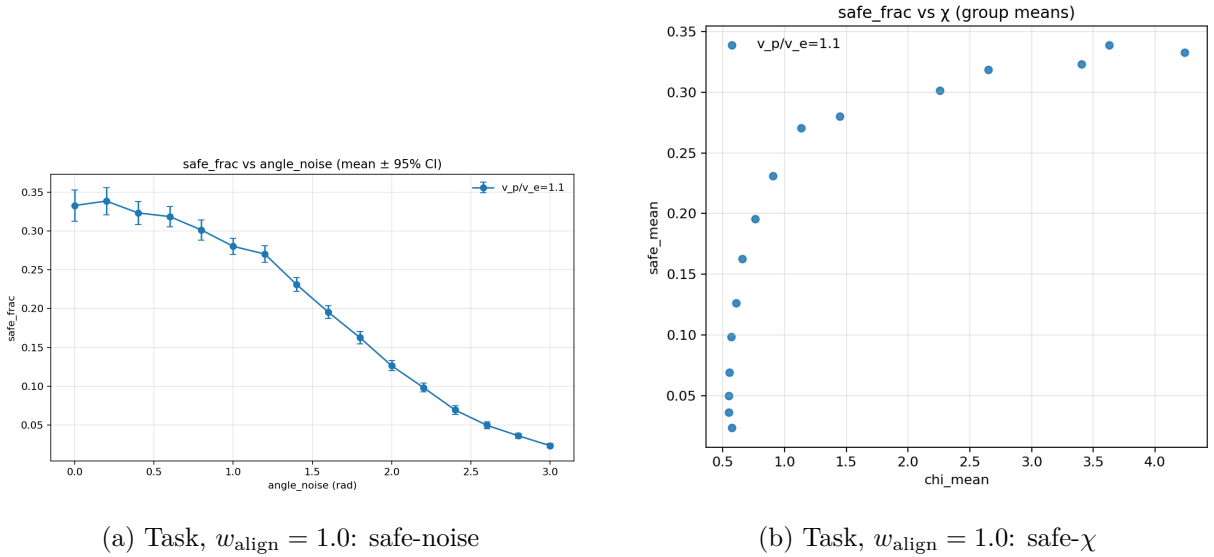 safe_frac vs angle_noise (mean ± 95% CI)
v_p/v_e=1.1
safe_frac
0.35
0.30
0.25
0.20
0.15
0.10
0.05
0.0 0.5 1.0 1.5 2.0 2.5 3.0
angle_noise (rad)
(a) Task, w_align = 1.0: safe-noise
safe_frac vs χ (group means)
v_p/v_e=1.1
safe_mean
0.35
0.30
0.25
0.20
0.15
0.10
0.05
0.5 1.0 1.5 2.0 2.5 3.0 3.5 4.0
chi_mean
(b) Task, w_align = 1.0: safe-χ